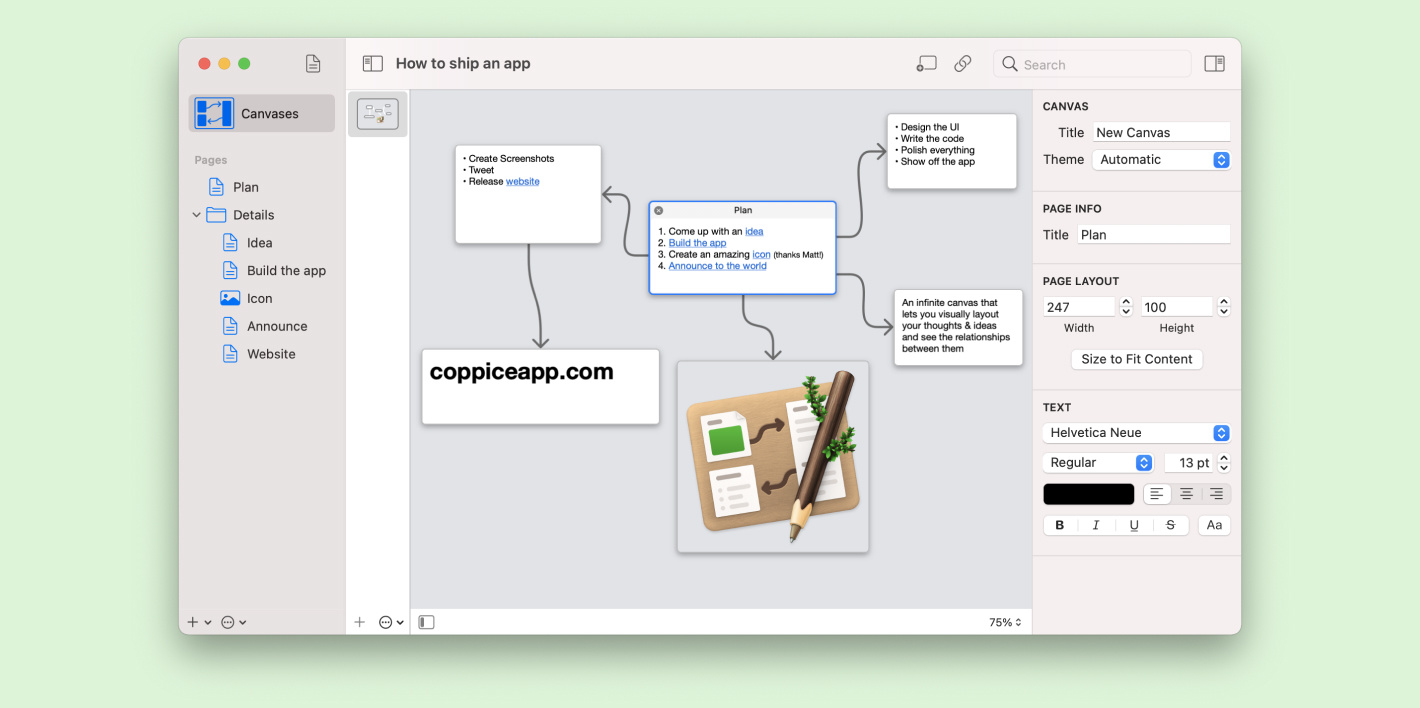 How to ship an app
Search
Canvases
Pages
Plan
Details
Idea
Build the app
Icon
Announce
Website
• Create Screenshots
• Tweet
• Release website
Plan
1. Come up with an idea
2. Build the app
3. Create an amazing icon (thanks Matt!)
4. Announce to the world
• Design the UI
• Write the code
• Polish everything
• Show off the app
An infinite canvas that
lets you visually layout
your thoughts & ideas
and see the relationships
between them
coppiceapp.com
75%
CANVAS
Title New Canvas
Theme Automatic
PAGE INFO
Title Plan
PAGE LAYOUT
247 100
Width Height
Size to Fit Content
TEXT
Helvetica Neue
Regular 13 pt
B I U S Aa